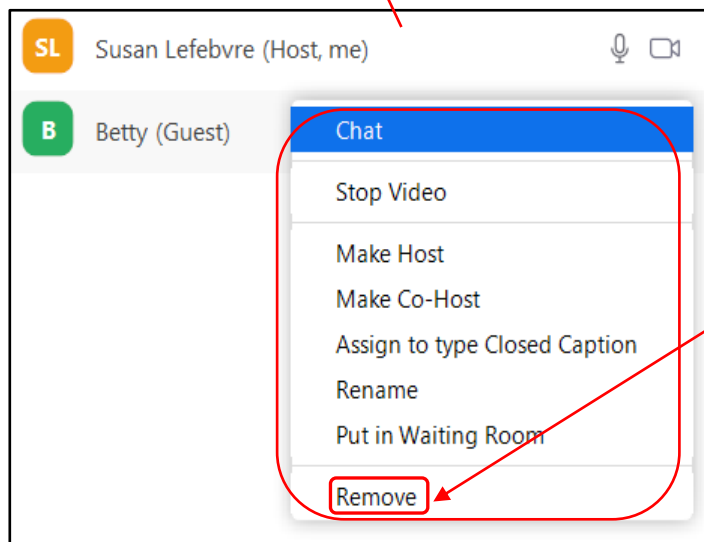 SL Susan Lefebvre (Host, me)
B Betty (Guest)
Chat
Stop Video
Make Host
Make Co-Host
Assign to type Closed Caption
Rename
Put in Waiting Room
Remove